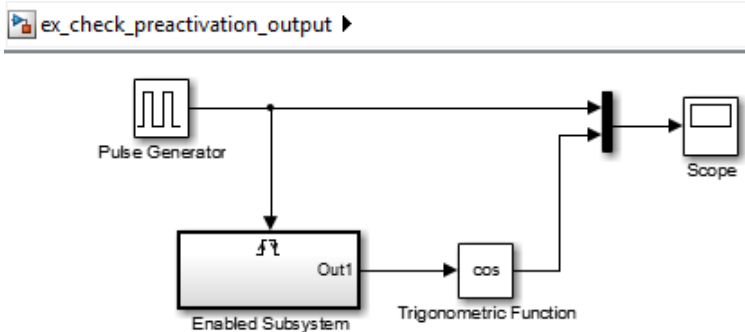 ex_check_preactivation_output
Pulse Generator
Scope
Out1
cos
Enabled Subsystem
Trigonometric Function